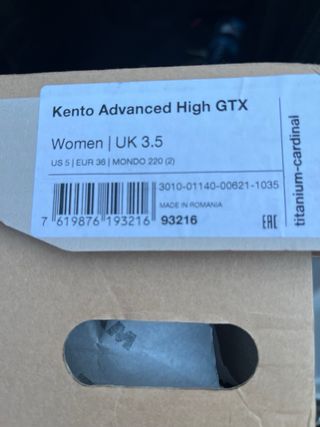 Kento Advanced High GTX
Women | UK 3.5
US 5 | EUR 36 | MONDO 220 (2)
3010-01140-00621-1035
MADE IN ROMANIA
7 619876 193216
93216
EAC
titanium-cardinal